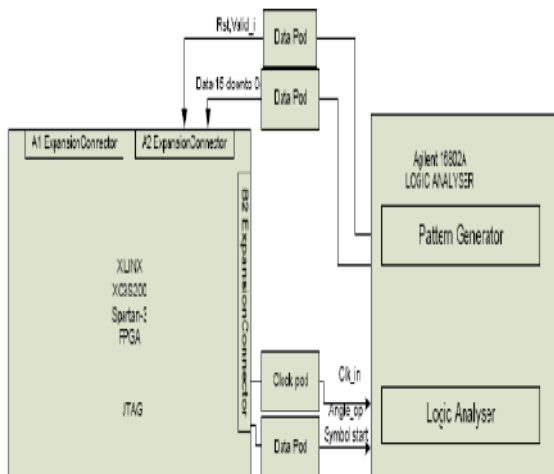 Rst,Valid_i
Data Pod
Data 15 downto 0
Data Pod
A1 ExpansionConnector
A2 ExpansionConnector
B2 ExpansionConnector
Agilent 16802A
LOGIC ANALYSER
Pattern Generator
XILINX
XC3S200
Spartan-3
FPGA
JTAG
Clock pod
Clk_in
Angle_op
Symbol start
Data Pod
Logic Analyser